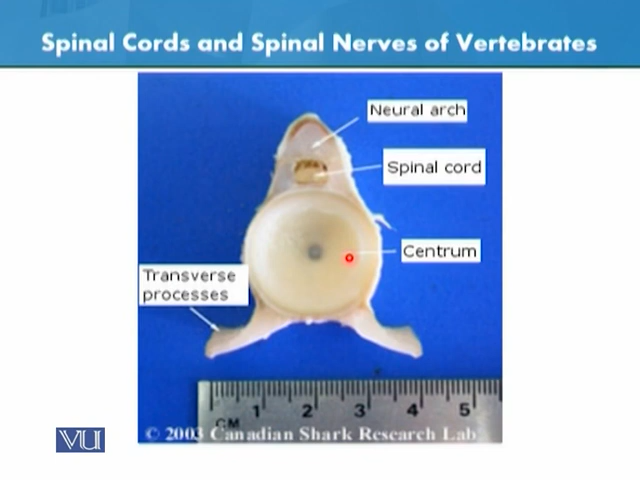 Spinal Cords and Spinal Nerves of Vertebrates
Neural arch
Spinal cord
Centrum
Transverse
processes
1 2 3 4 5
CM
© 2003 Canadian Shark Research Lab
VU